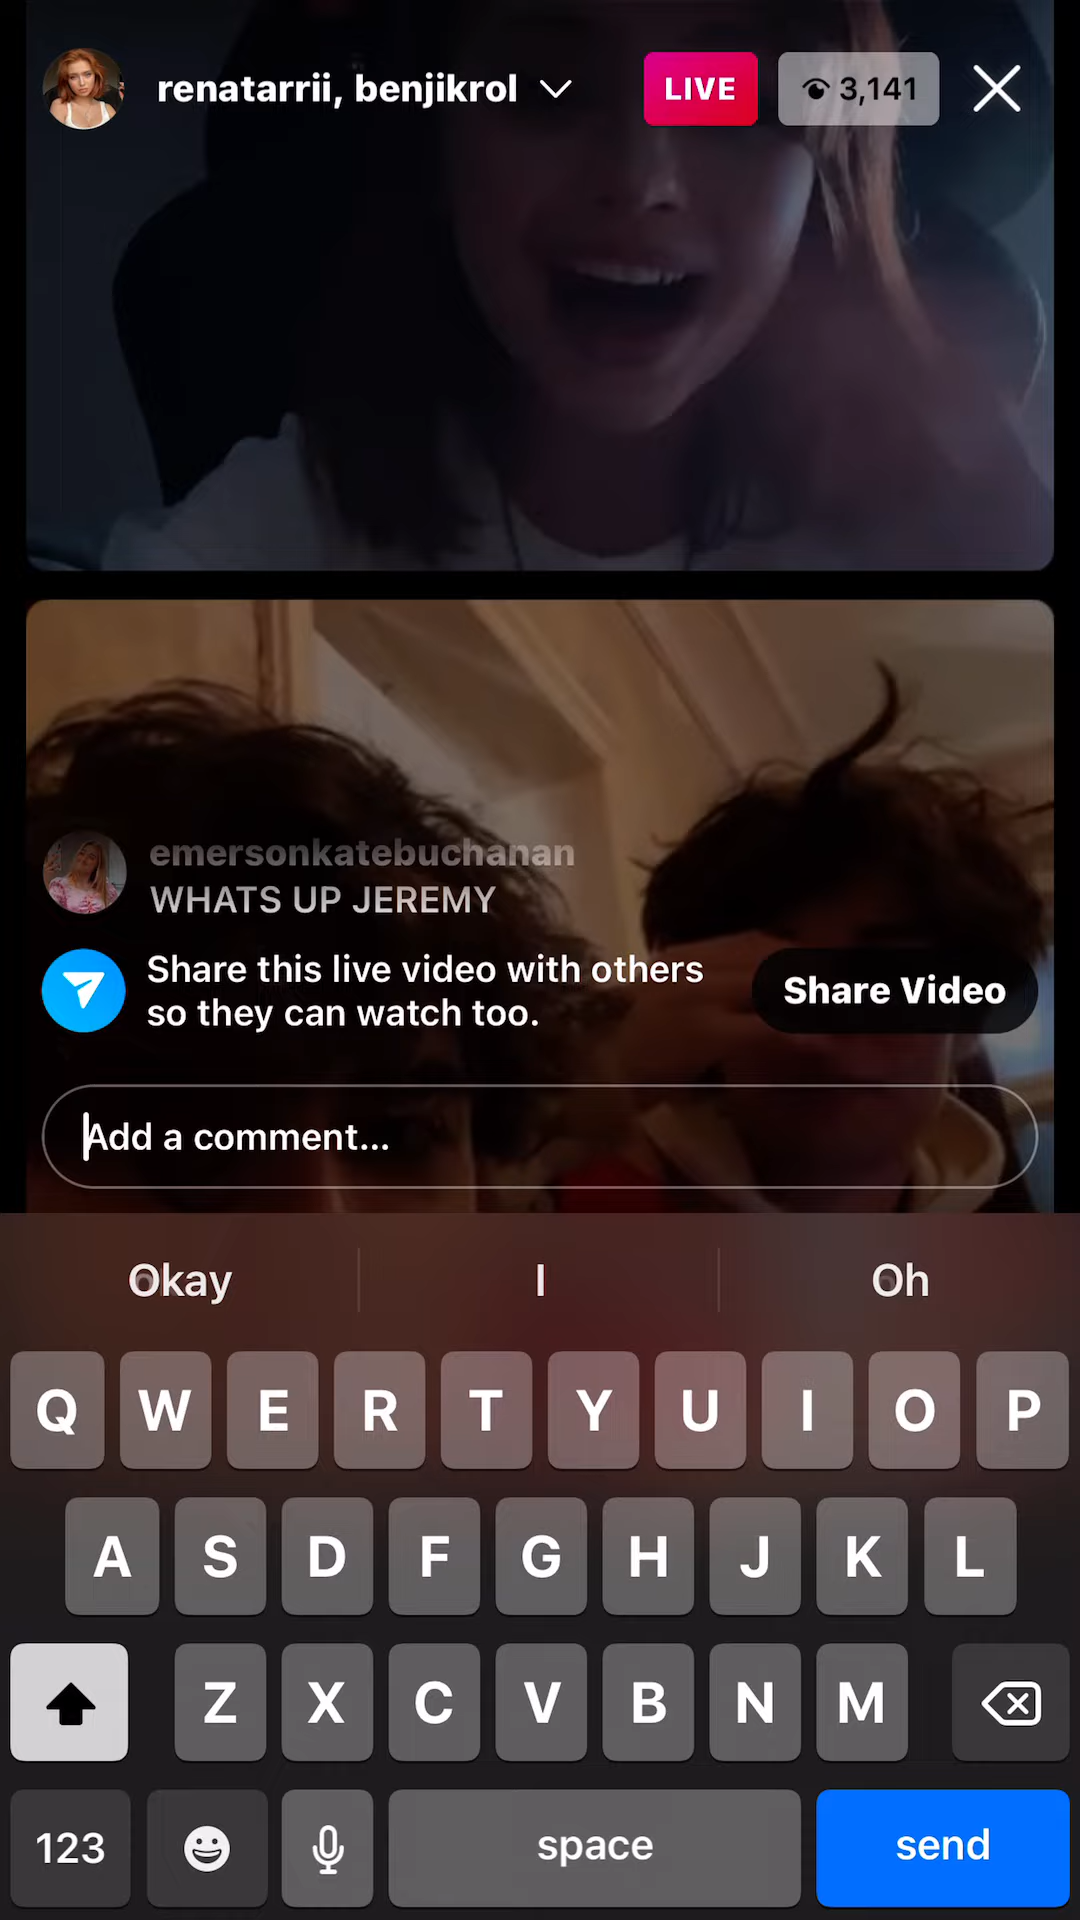 renatarrii, benjikrol
LIVE
3,141
emersonkatebuchanan
WHATS UP JEREMY
Share this live video with others
so they can watch too.
Share Video
Add a comment...
Okay
I
Oh
Q W E R T Y U I O P
A S D F G H J K L
Z X C V B N M
123
space
send